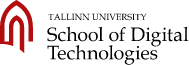 TALLINN UNIVERSITY
School of Digital
Technologies